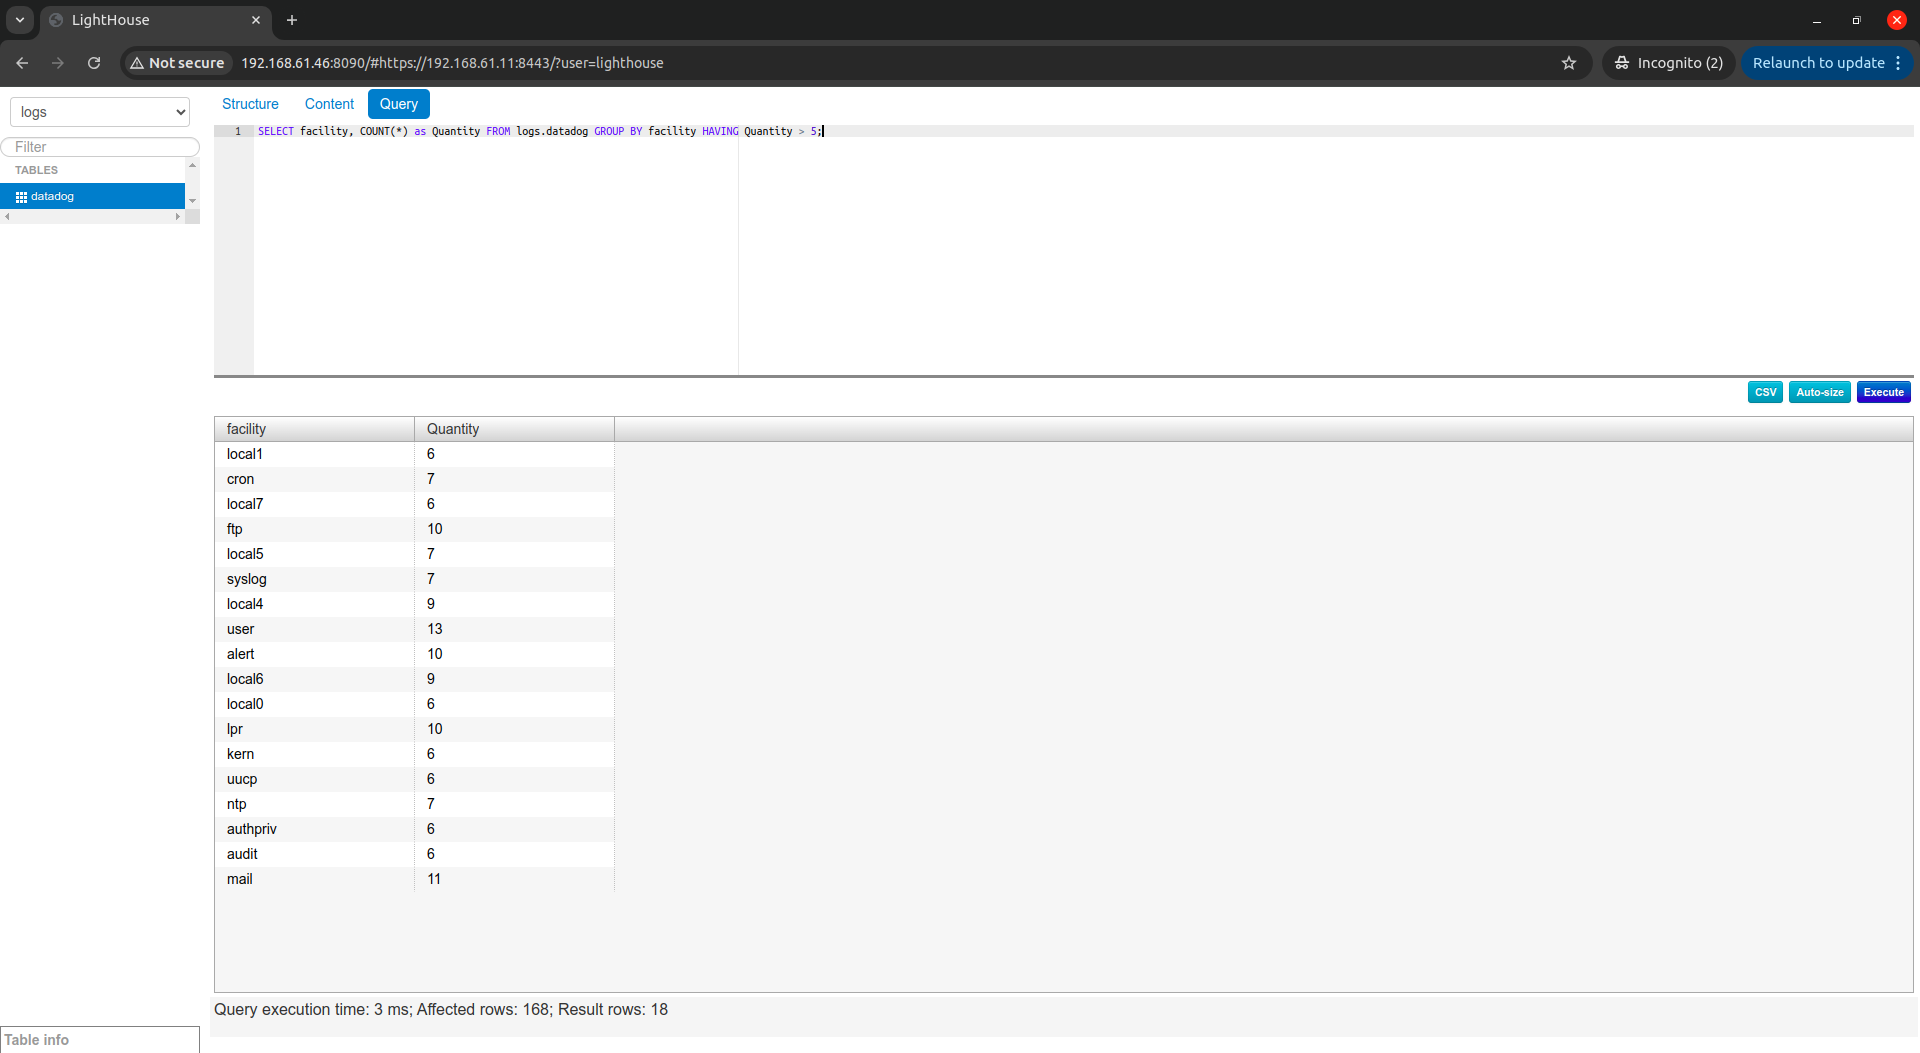 LightHouse
Not secure 192.168.61.46:8090/#https://192.168.61.11:8443/?user=lighthouse Incognito (2) Relaunch to update
logs
Filter
TABLES
datadog
Structure Content Query
1 SELECT facility, COUNT(*) as Quantity FROM logs.datadog GROUP BY facility HAVING Quantity > 5;
CSV Auto-size Execute
facility Quantity
local1 6
cron 7
local7 6
ftp 10
local5 7
syslog 7
local4 9
user 13
alert 10
local6 9
local0 6
lpr 10
kern 6
uucp 6
ntp 7
authpriv 6
audit 6
mail 11
Query execution time: 3 ms; Affected rows: 168; Result rows: 18
Table info